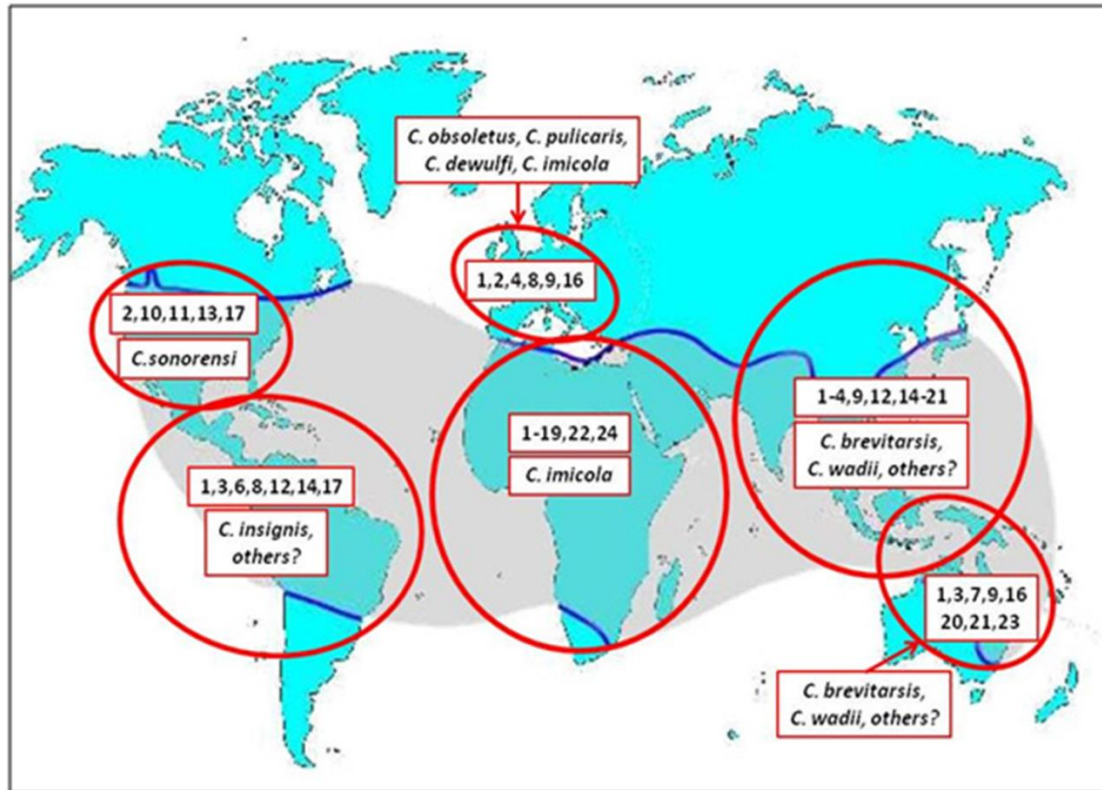 C. obsoletus, C. pulicaris,
C. dewulfi, C. imicola
1,2,4,8,9,16
2,10,11,13,17
C.sonorensi
1-19,22,24
C. imicola
1-4,9,12,14-21
C. brevitarsis,
C. wadii, others?
1,3,6,8,12,14,17
C. insignis,
others?
1,3,7,9,16
20,21,23
C. brevitarsis,
C. wadii, others?